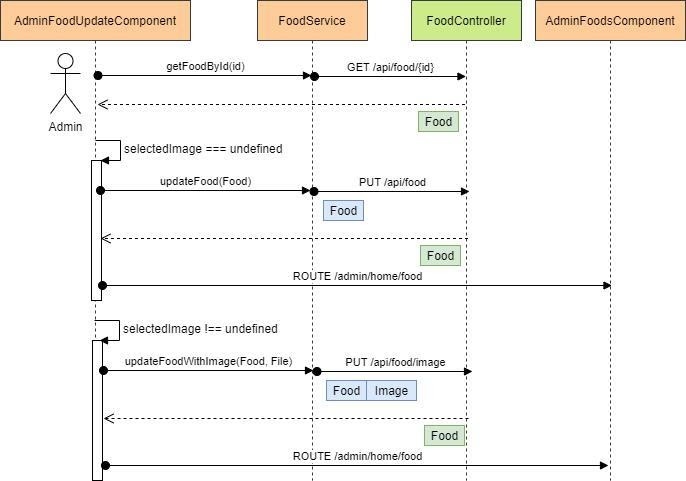 AdminFoodUpdateComponent
FoodService
FoodController
AdminFoodsComponent
getFoodById(id)
GET /api/food/{id}
Admin
Food
selectedImage === undefined
updateFood(Food)
PUT /api/food
Food
Food
ROUTE /admin/home/food
selectedImage !== undefined
updateFoodWithImage(Food, File)
PUT /api/food/image
Food
Image
Food
ROUTE /admin/home/food